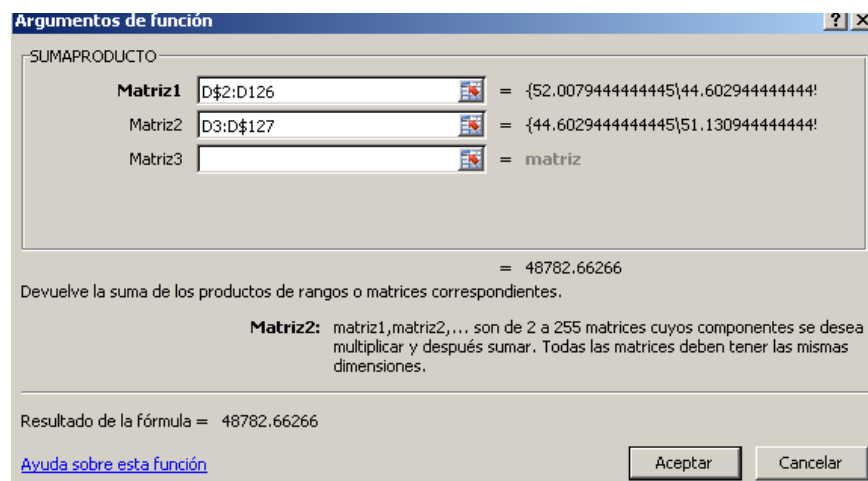 Argumentos de función
SUMAPRODUCTO
Matriz1 D$2:D126 = {52.0079444444445\44.602944444444!
Matriz2 D3:D$127 = {44.6029444444445\51.130944444444!
Matriz3 = matriz
= 48782.66266
Devuelve la suma de los productos de rangos o matrices correspondientes.
Matriz2: matriz1,matriz2,... son de 2 a 255 matrices cuyos componentes se desea
multiplicar y después sumar. Todas las matrices deben tener las mismas
dimensiones.
Resultado de la fórmula = 48782.66266
Ayuda sobre esta función
Aceptar
Cancelar